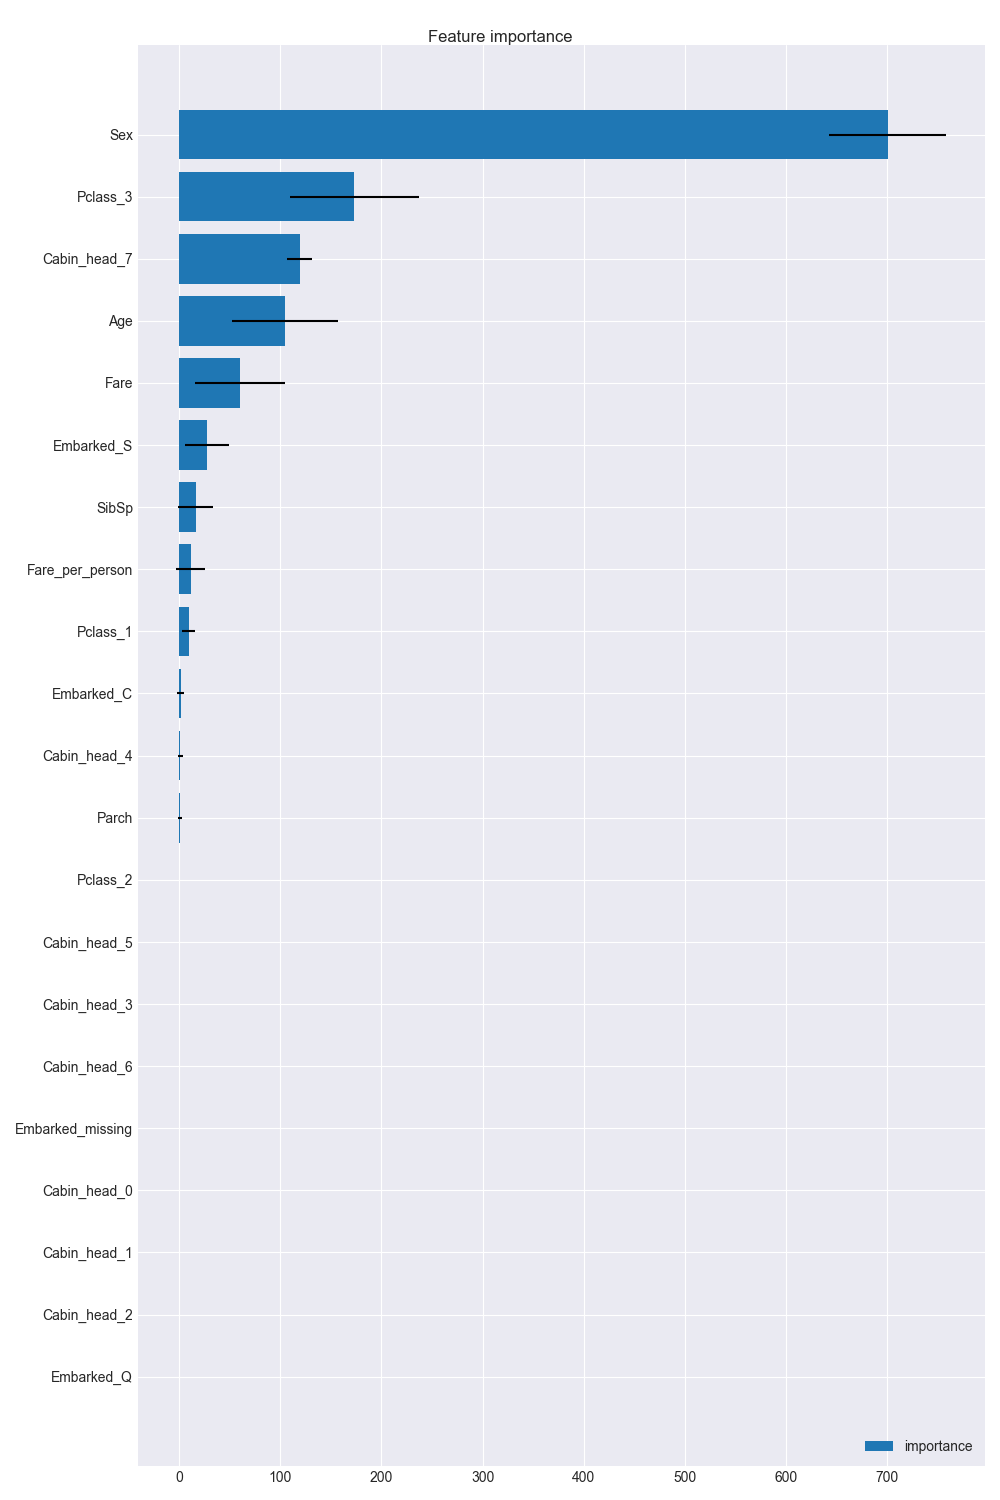 Feature importance
Sex
Pclass_3
Cabin_head_7
Age
Fare
Embarked_S
SibSp
Fare_per_person
Pclass_1
Embarked_C
Cabin_head_4
Parch
Pclass_2
Cabin_head_5
Cabin_head_3
Cabin_head_6
Embarked_missing
Cabin_head_0
Cabin_head_1
Cabin_head_2
Embarked_Q
importance
0 100 200 300 400 500 600 700